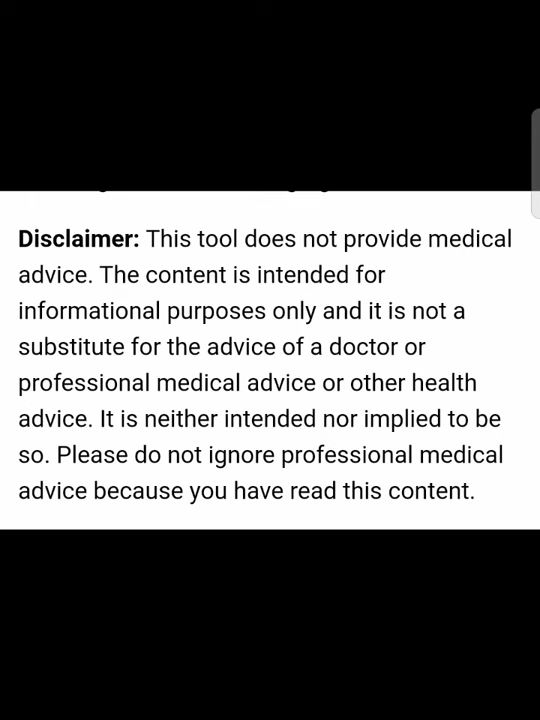 Disclaimer: This tool does not provide medical
advice. The content is intended for
informational purposes only and it is not a
substitute for the advice of a doctor or
professional medical advice or other health
advice. It is neither intended nor implied to be
so. Please do not ignore professional medical
advice because you have read this content.